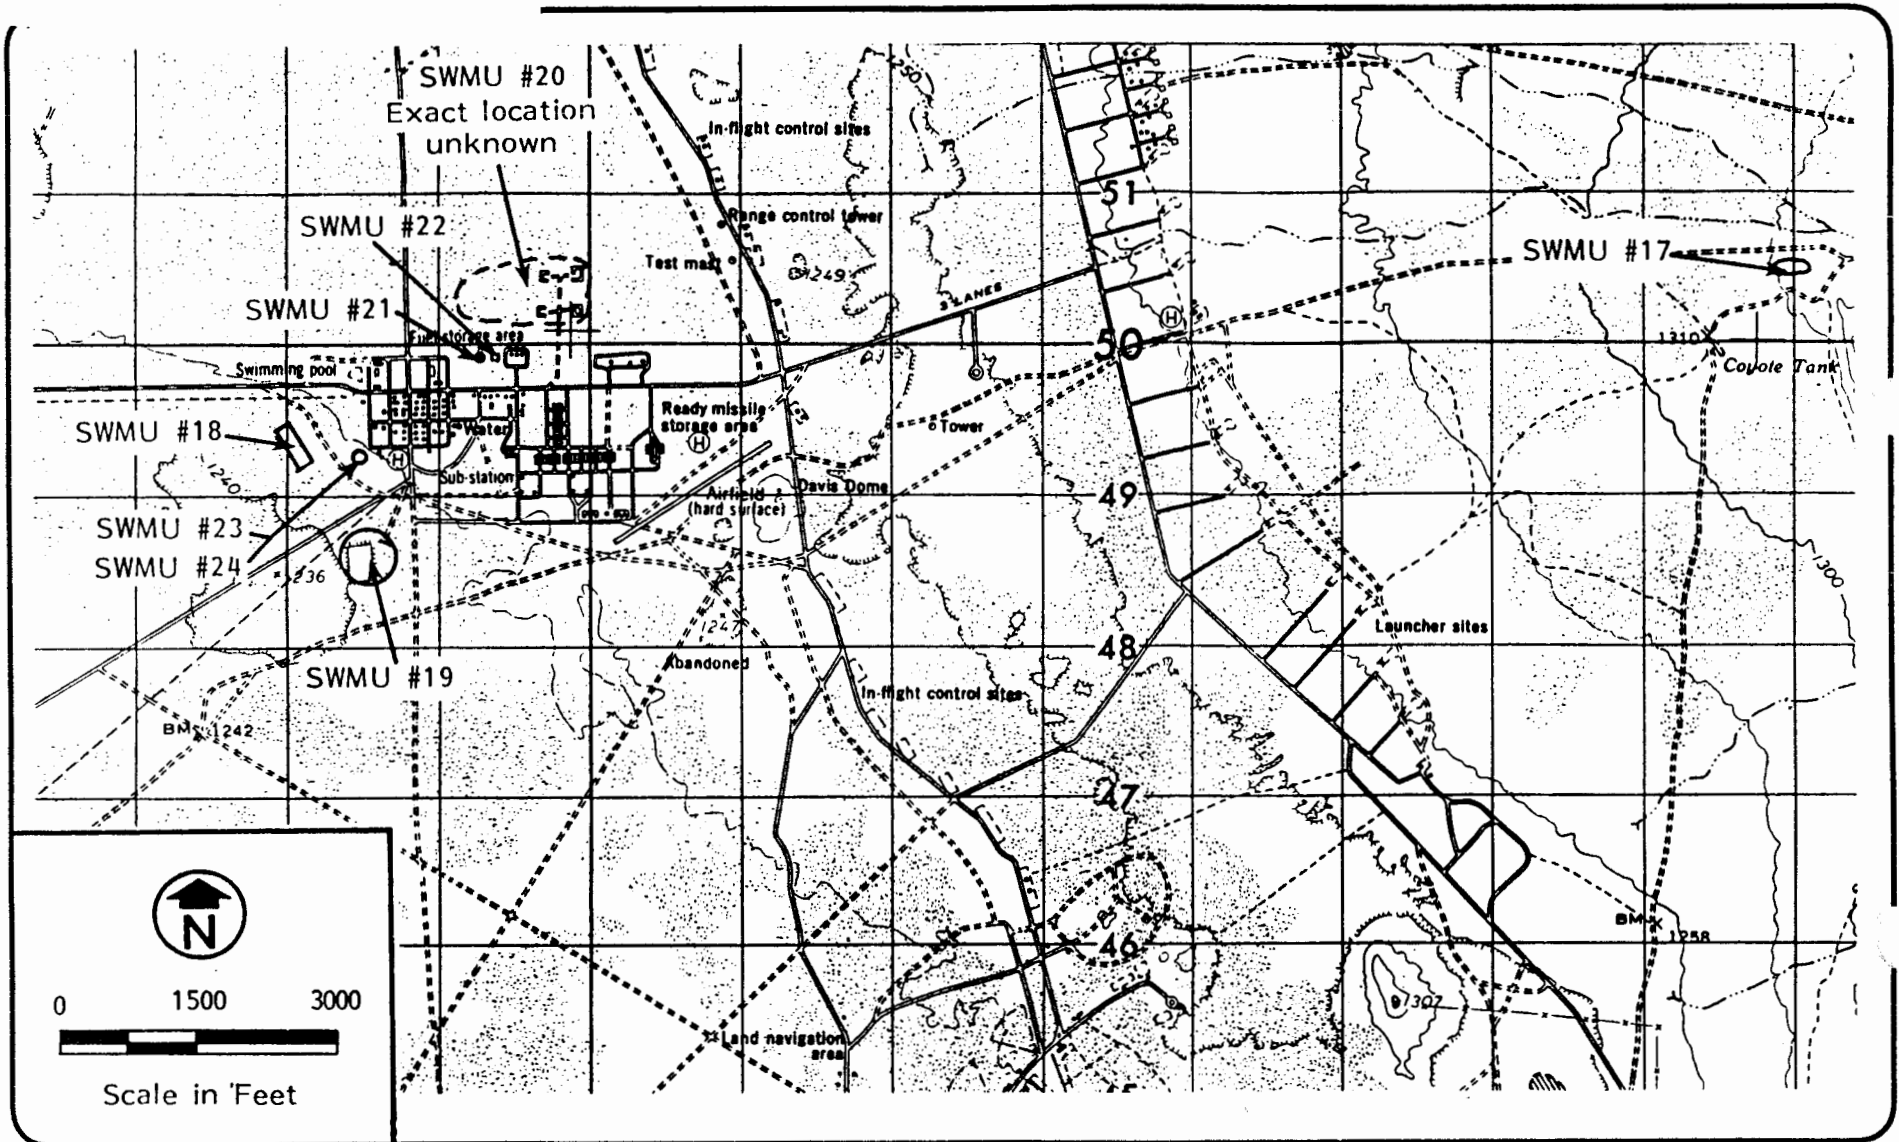 SWMU #20
Exact location
unknown
1250
In-flight control sites
51
SWMU #22
Range control tower
SWMU #17
Test mast
1249
SWMU #21
3 LANES
H
Fuel storage area
50
1310
Coyote Tank
Swimming pool
Ready missile
storage area
SWMU #18
Water
H
Tower
H
1240
Sub-station
Davis Dome
Airfield
(hard surface)
49
SWMU #23
SWMU #24
1236
1300
1247
Launcher sites
48
Abandoned
SWMU #19
In-flight control sites
BM
1242
47
N
BM
1258
46
0 1500 3000
1307
Land navigation
area
Scale in 'Feet